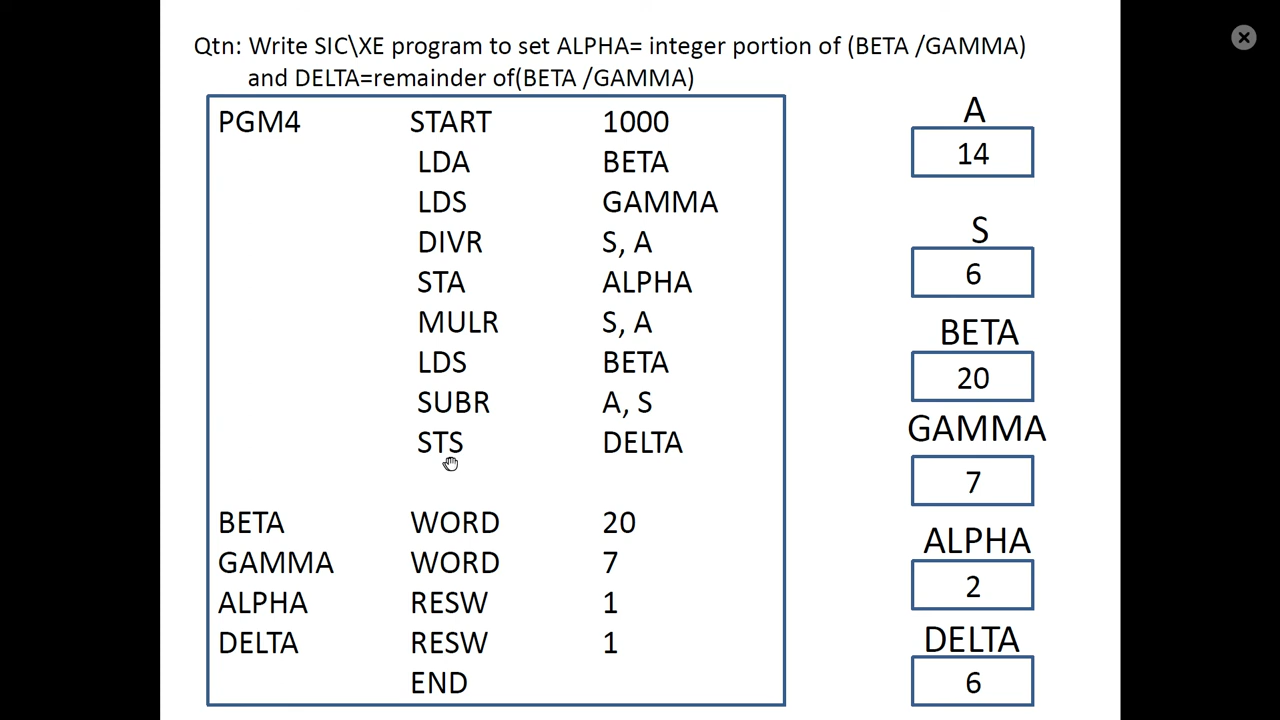 Qtn: Write SIC\XE program to set ALPHA= integer portion of (BETA /GAMMA)
and DELTA=remainder of(BETA /GAMMA)
PGM4 START 1000
LDA BETA
LDS GAMMA
DIVR S, A
STA ALPHA
MULR S, A
LDS BETA
SUBR A, S
STS DELTA
BETA WORD 20
GAMMA WORD 7
ALPHA RESW 1
DELTA RESW 1
END
A
14
S
6
BETA
20
GAMMA
7
ALPHA
2
DELTA
6